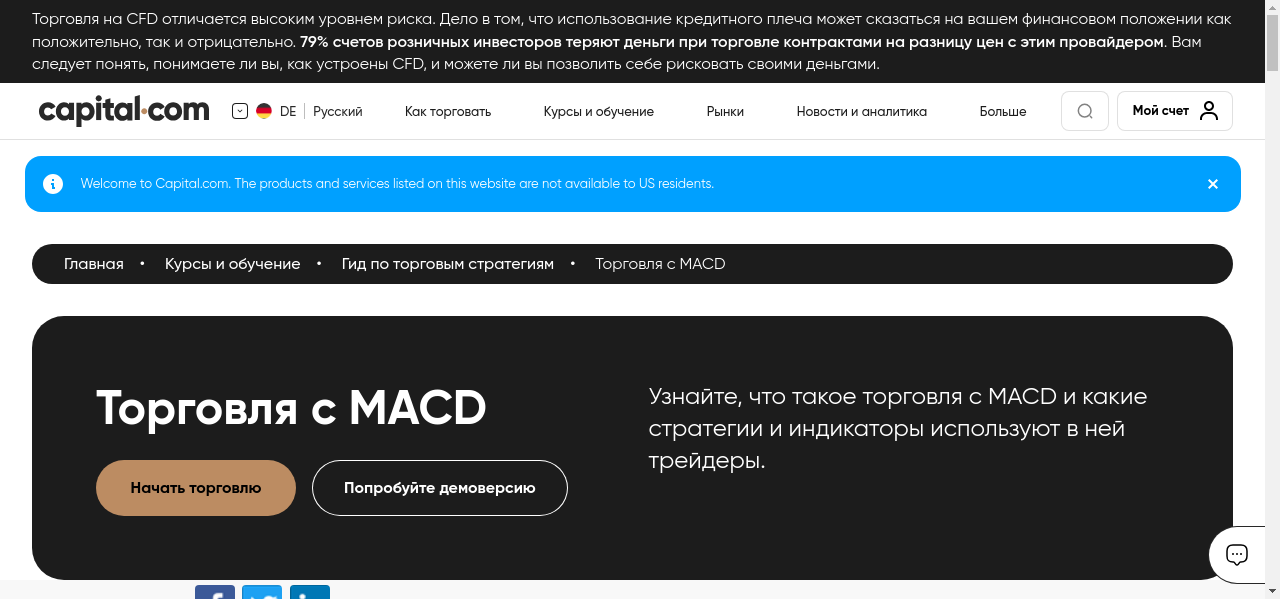 Торговля на CFD отличается высоким уровнем риска. Дело в том, что использование кредитного плеча может сказаться на вашем финансовом положении как
положительно, так и отрицательно. 79% счетов розничных инвесторов теряют деньги при торговле контрактами на разницу цен с этим провайдером. Вам
следует понять, понимаете ли вы, как устроены CFD, и можете ли вы позволить себе рисковать своими деньгами.
capital.com DE Русский Как торговать Курсы и обучение Рынки Новости и аналитика Больше Мой счет
Welcome to Capital.com. The products and services listed on this website are not available to US residents.
Главная • Курсы и обучение • Гид по торговым стратегиям • Торговля с MACD
Торговля с MACD
Начать торговлю Попробуйте демоверсию
Узнайте, что такое торговля с MACD и какие
стратегии и индикаторы используют в ней
трейдеры.